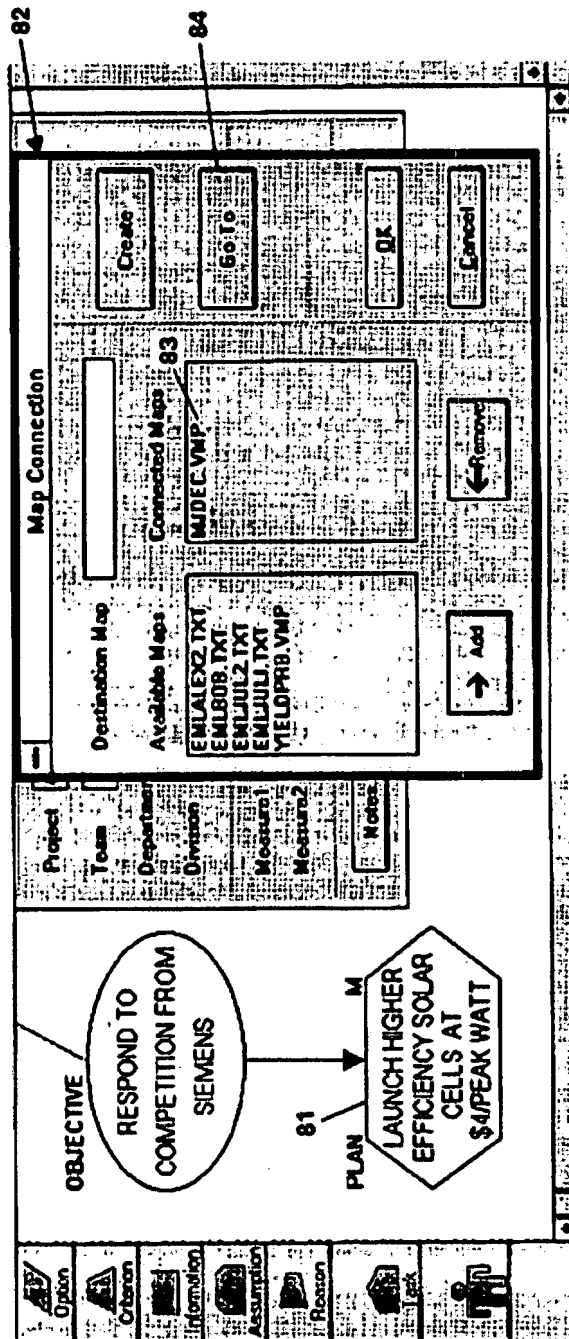 82
84
83
81
Map Connection
Destination Map
Available Maps
Connected Maps
EMLALEX2.TXT
EMLBOB.TXT
EMLJUL2.TXT
EMLJULI.TXT
YIELDPRB.VMP
MJDEC.VMP
Create
Go To
OK
Cancel
→ Add
←Remove
Project
Team
Department
Division
Measure1
Measure2
Notes
OBJECTIVE
RESPOND TO
COMPETITION FROM
SIEMENS
PLAN
M
LAUNCH HIGHER
EFFICIENCY SOLAR
CELLS AT
$4/PEAK WATT
Option
Criterion
Information
Assumption
Reason
Task